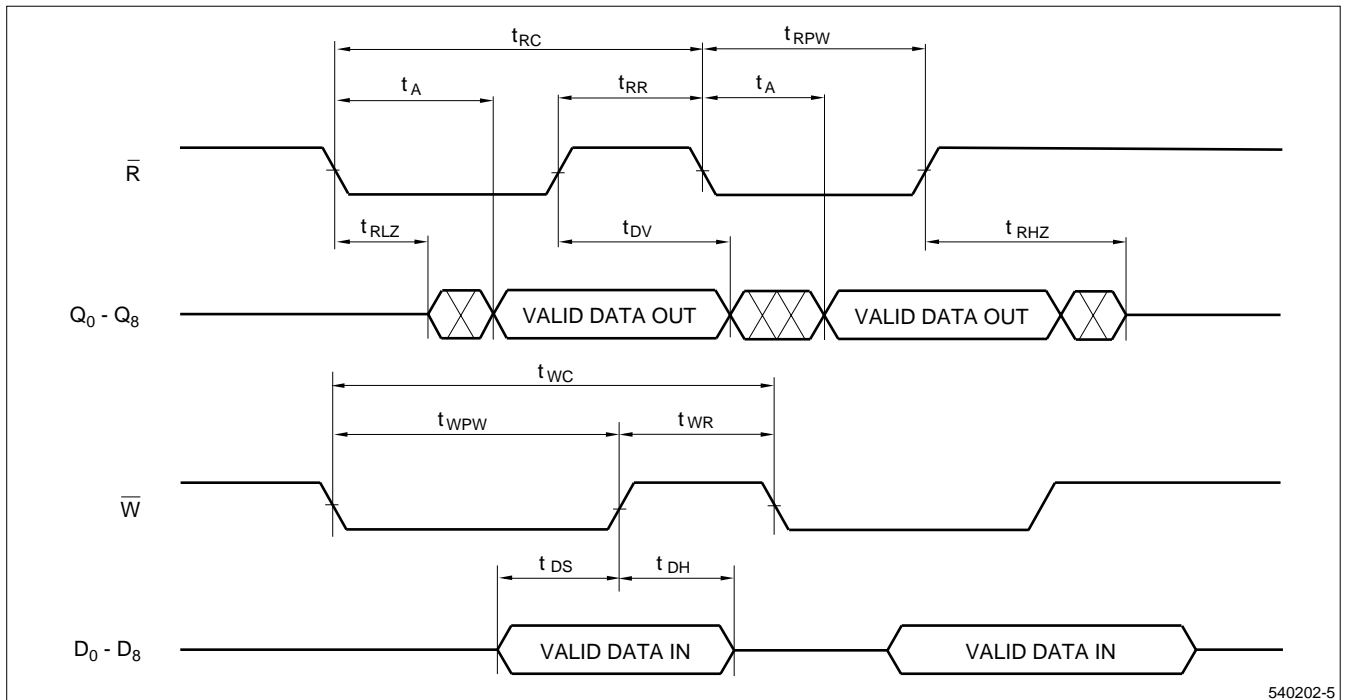 tRC
tRPW
tA
tRR
tA
R̅
tRLZ
tDV
tRHZ
Q0 - Q8
VALID DATA OUT
VALID DATA OUT
tWC
tWPW
tWR
W̅
tDS
tDH
D0 - D8
VALID DATA IN
VALID DATA IN
540202-5